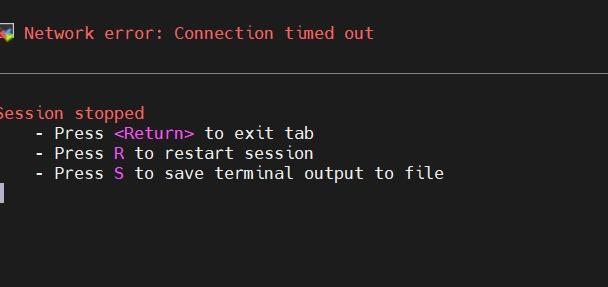 Network error: Connection timed out
Session stopped
- Press <Return> to exit tab
- Press R to restart session
- Press S to save terminal output to file